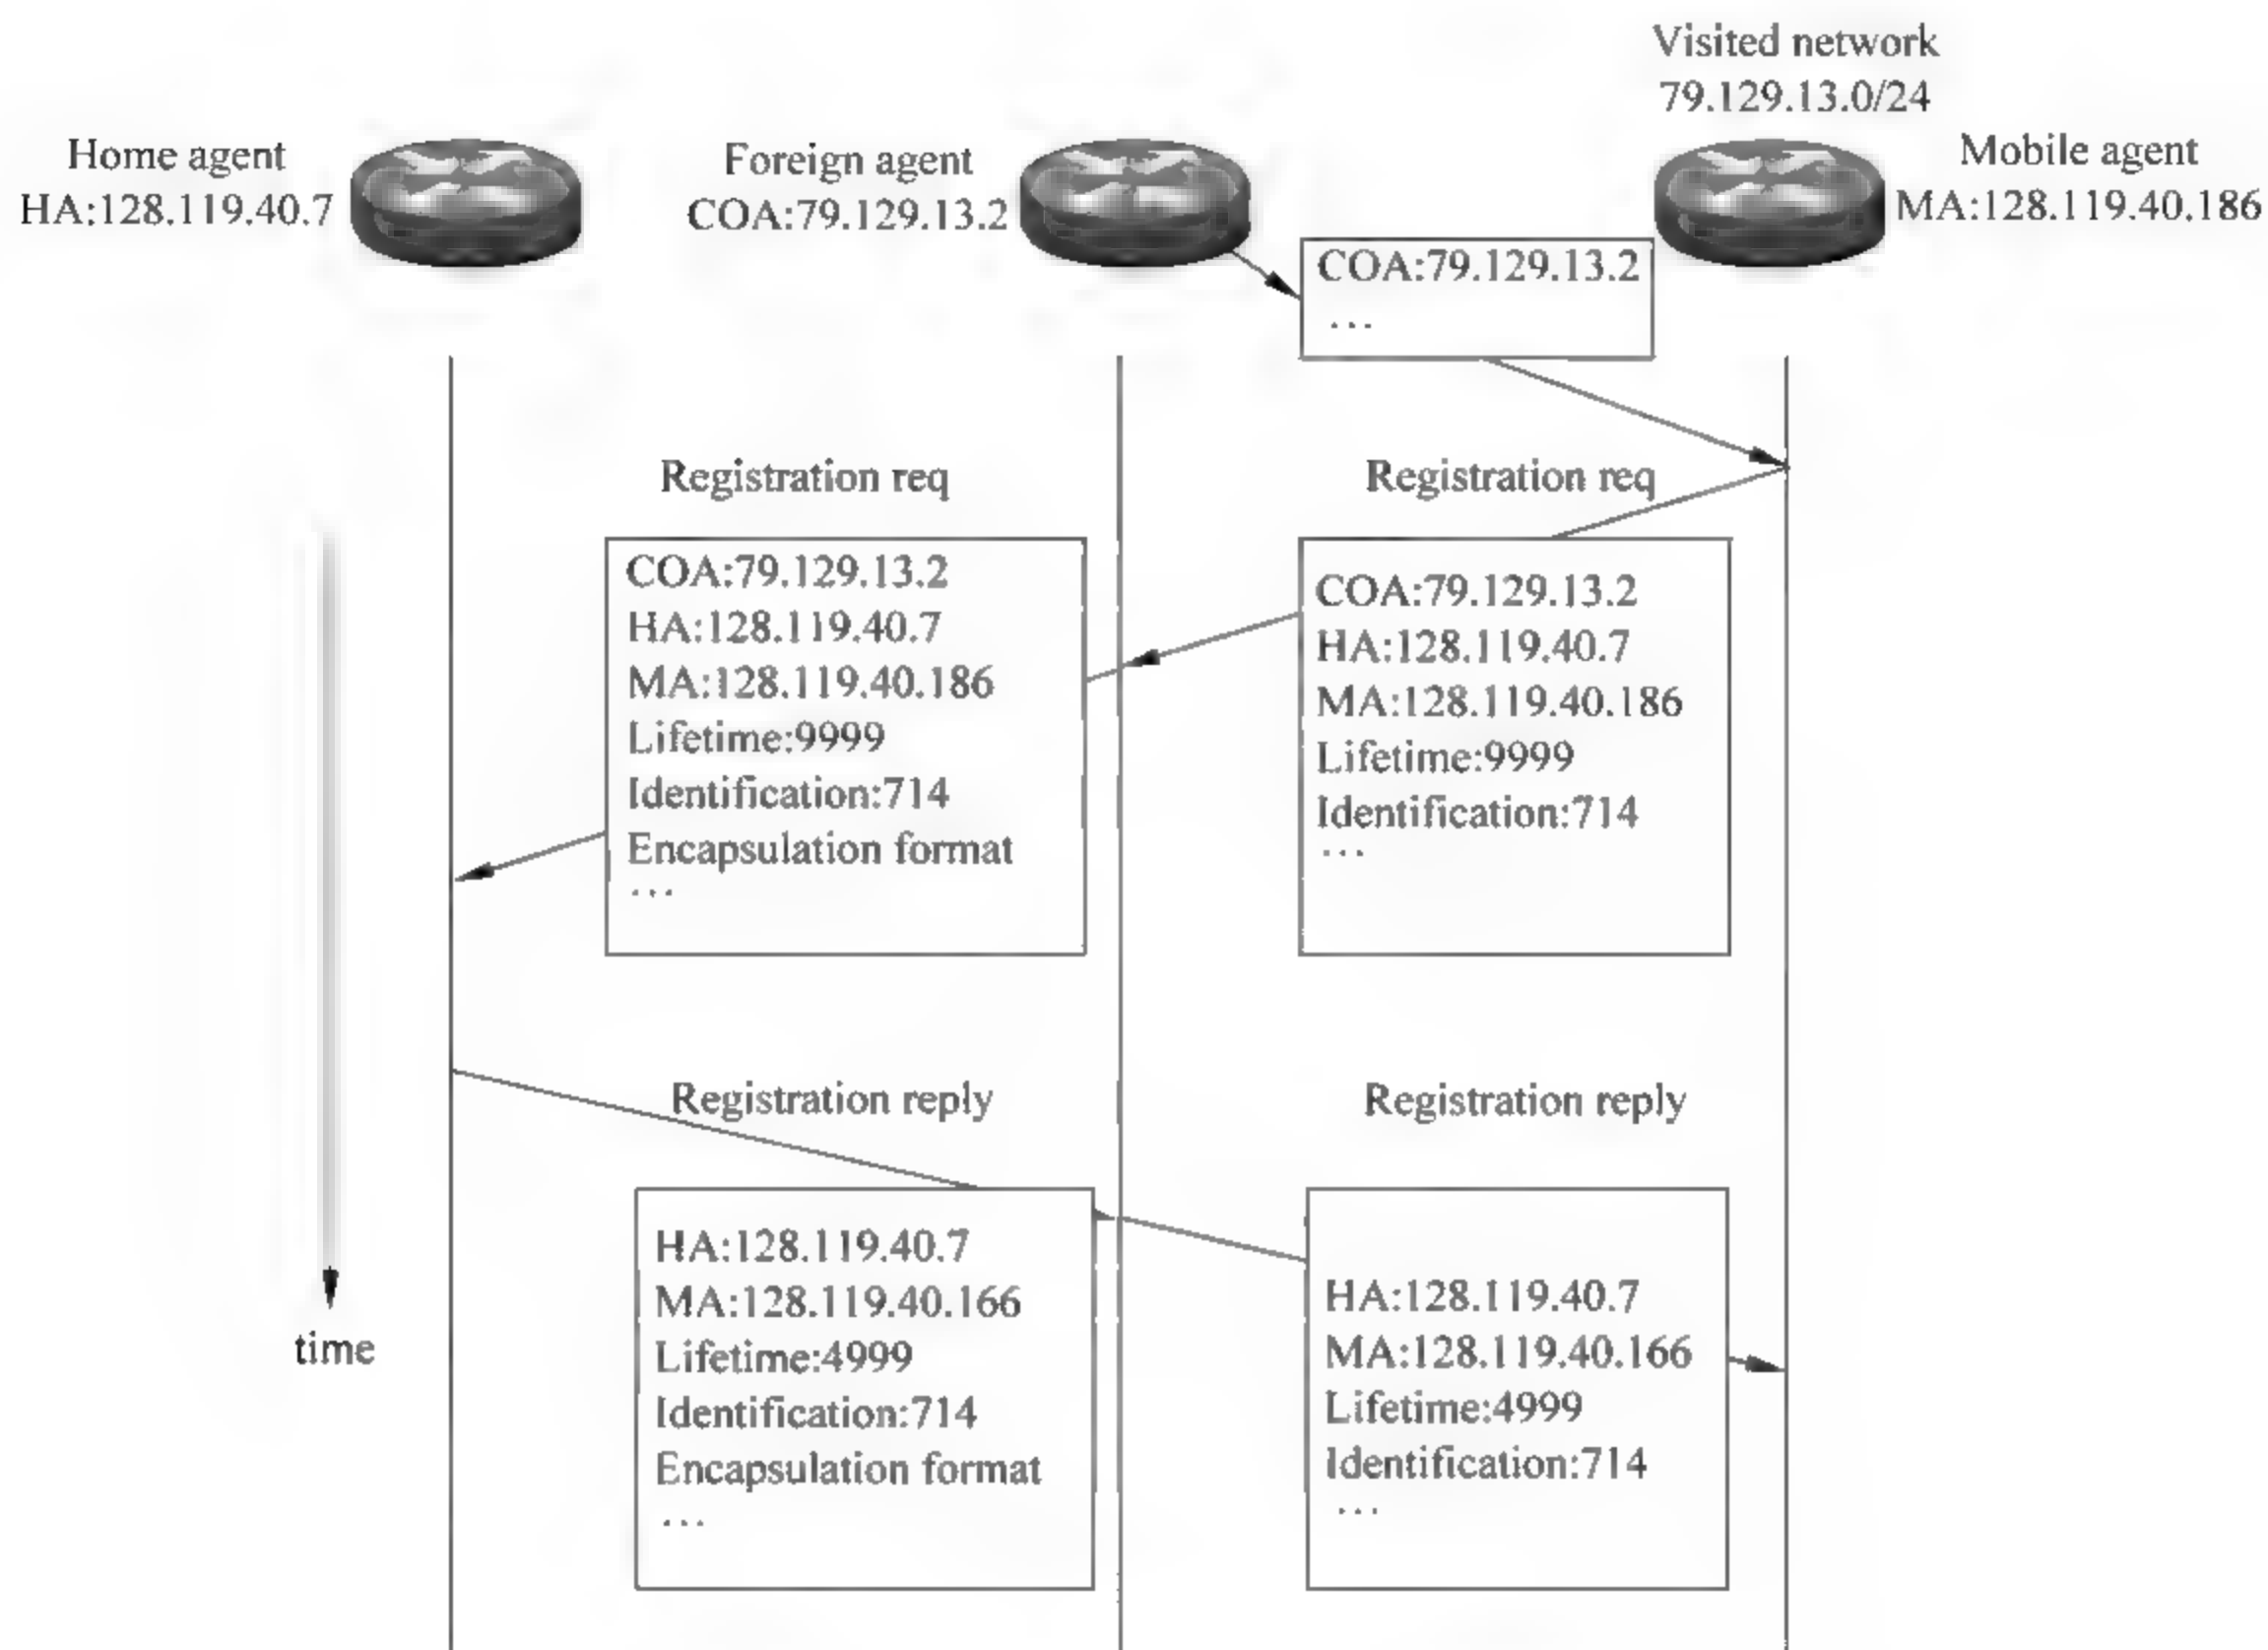 Visited network
79.129.13.0/24
Home agent
HA:128.119.40.7
Foreign agent
COA:79.129.13.2
Mobile agent
MA:128.119.40.186
COA:79.129.13.2
...
Registration req
COA:79.129.13.2
HA:128.119.40.7
MA:128.119.40.186
Lifetime:9999
Identification:714
Encapsulation format
...
Registration req
COA:79.129.13.2
HA:128.119.40.7
MA:128.119.40.186
Lifetime:9999
Identification:714
...
Registration reply
HA:128.119.40.7
MA:128.119.40.166
Lifetime:4999
Identification:714
Encapsulation format
...
Registration reply
HA:128.119.40.7
MA:128.119.40.166
Lifetime:4999
Identification:714
...
time